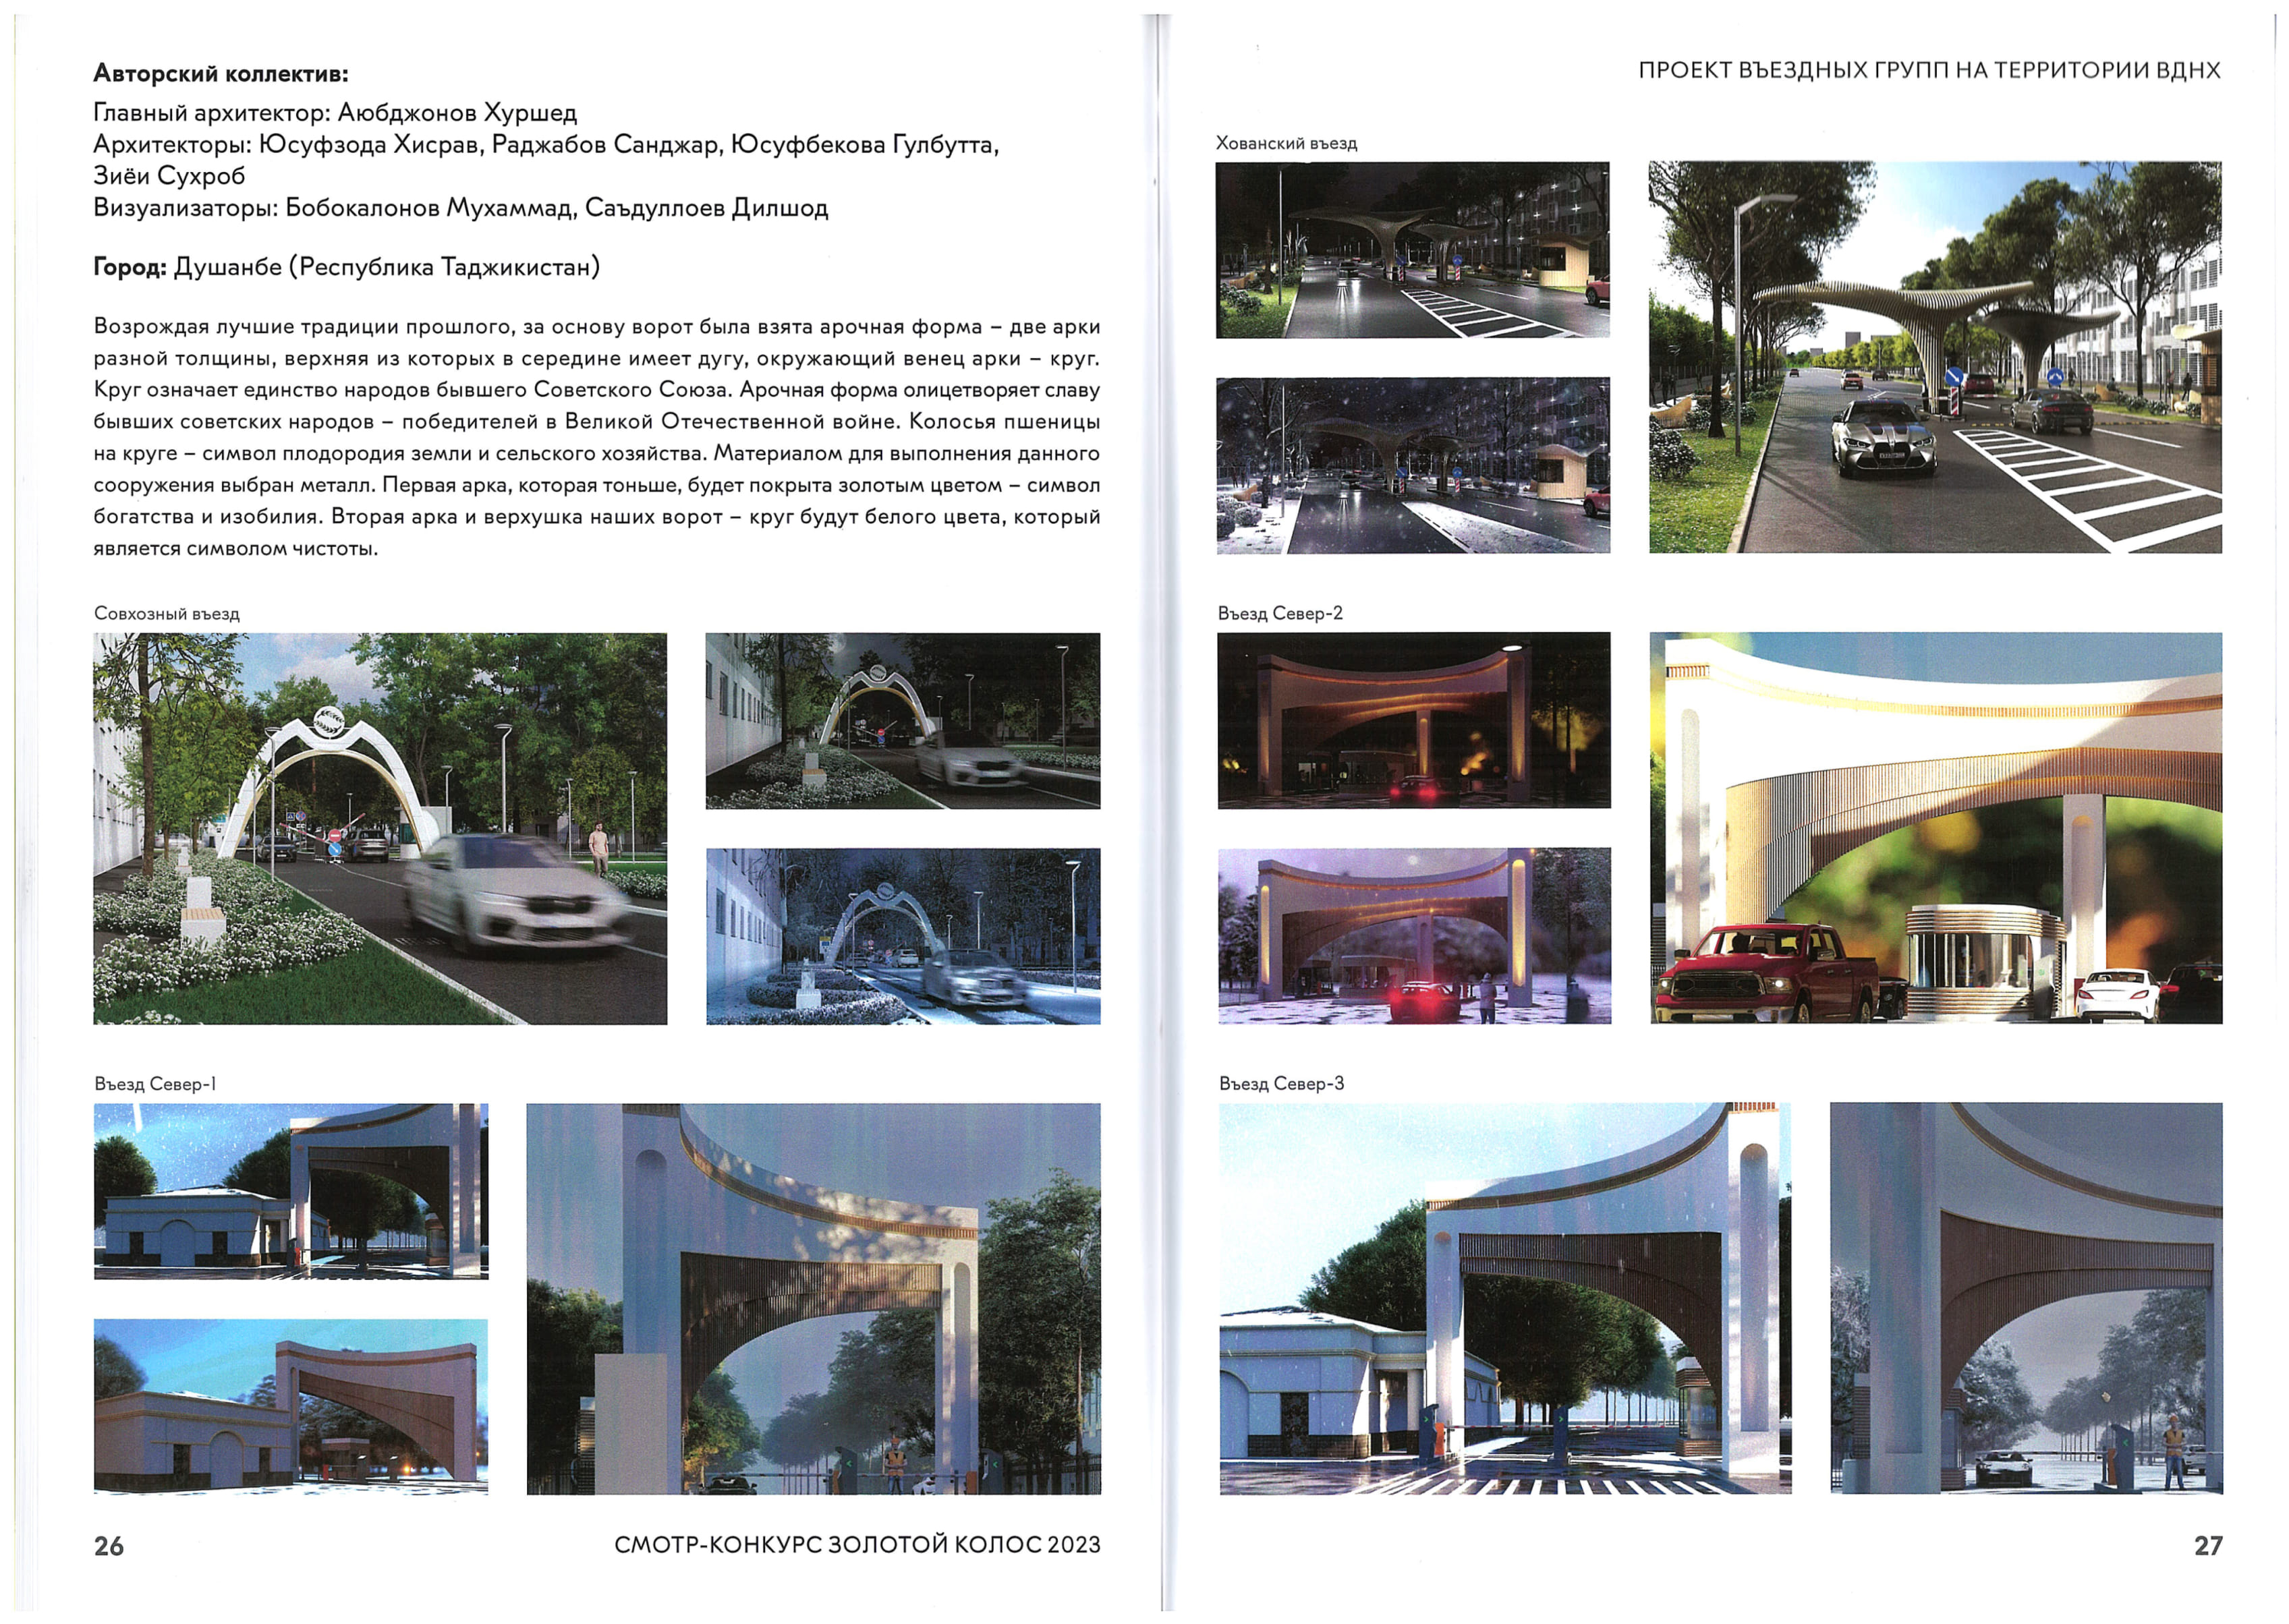 Авторский коллектив:
Главный архитектор: Аюбджонов Хуршед
Архитекторы: Юсуфзода Хисрав, Раджабов Санджар, Юсуфбекова Гулбутта,
Зиёи Сухроб
Визуализаторы: Бобокалонов Мухаммад, Саъдуллоев Дилшод
Город: Душанбе (Республика Таджикистан)
Возрождая лучшие традиции прошлого, за основу ворот была взята арочная форма – две арки
разной толщины, верхняя из которых в середине имеет дугу, окружающий венец арки – круг.
Круг означает единство народов бывшего Советского Союза. Арочная форма олицетворяет славу
бывших советских народов – победителей в Великой Отечественной войне. Колосья пшеницы
на круге – символ плодородия земли и сельского хозяйства. Материалом для выполнения данного
сооружения выбран металл. Первая арка, которая тоньше, будет покрыта золотым цветом – символ
богатства и изобилия. Вторая арка и верхушка наших ворот – круг будут белого цвета, который
является символом чистоты.
Совхозный въезд
Въезд Север-1
26
СМОТР-КОНКУРС ЗОЛОТОЙ КОЛОС 2023
ПРОЕКТ ВЪЕЗДНЫХ ГРУПП НА ТЕРРИТОРИИ ВДНХ
Хованский въезд
Въезд Север-2
Въезд Север-3
27